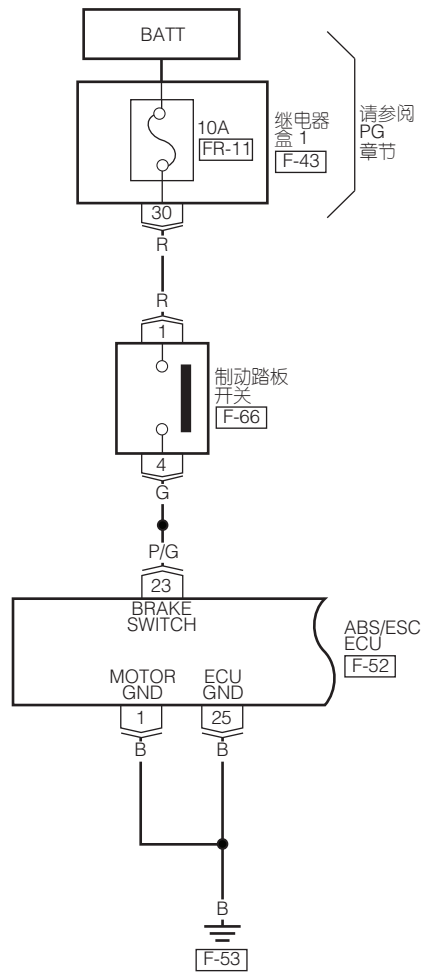 BATT
10A
FR-11
继电器
盒 1
F-43
请参阅
PG
章节
30
R
R
1
制动踏板
开关
F-66
4
G
P/G
23
BRAKE
SWITCH
ABS/ESC
ECU
F-52
MOTOR
GND
ECU
GND
1
25
B
B
B
F-53